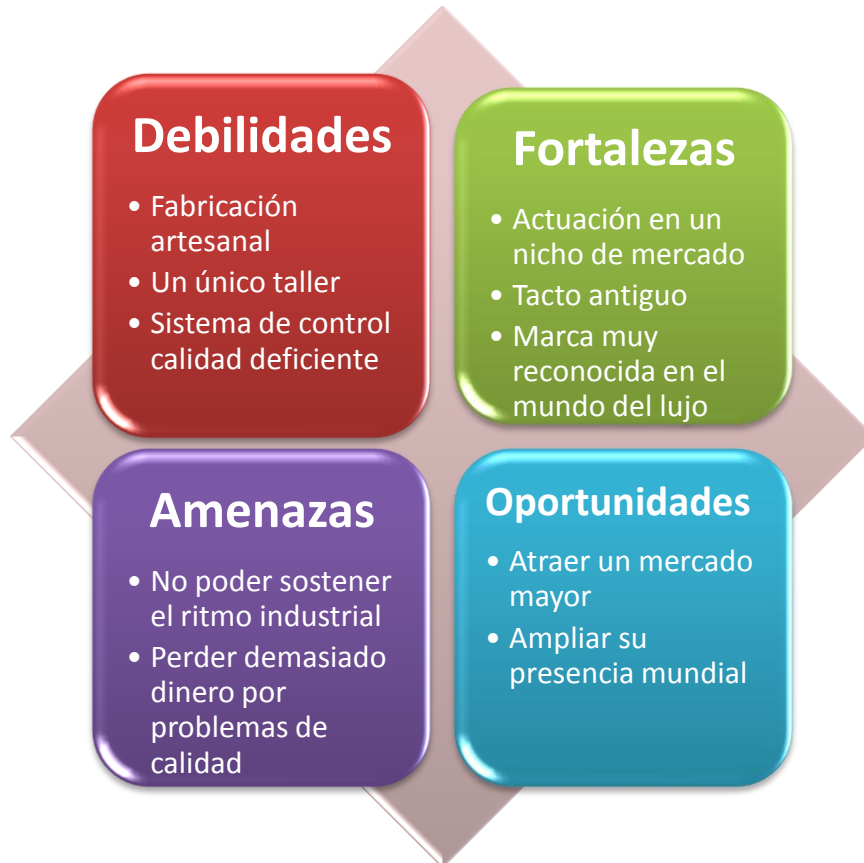 Debilidades
• Fabricación
artesanal
• Un único taller
• Sistema de control
calidad deficiente
Fortalezas
• Actuación en un
nicho de mercado
• Tacto antiguo
• Marca muy
reconocida en el
mundo del lujo
Amenazas
• No poder sostener
el ritmo industrial
• Perder demasiado
dinero por
problemas de
calidad
Oportunidades
• Atraer un mercado
mayor
• Ampliar su
presencia mundial